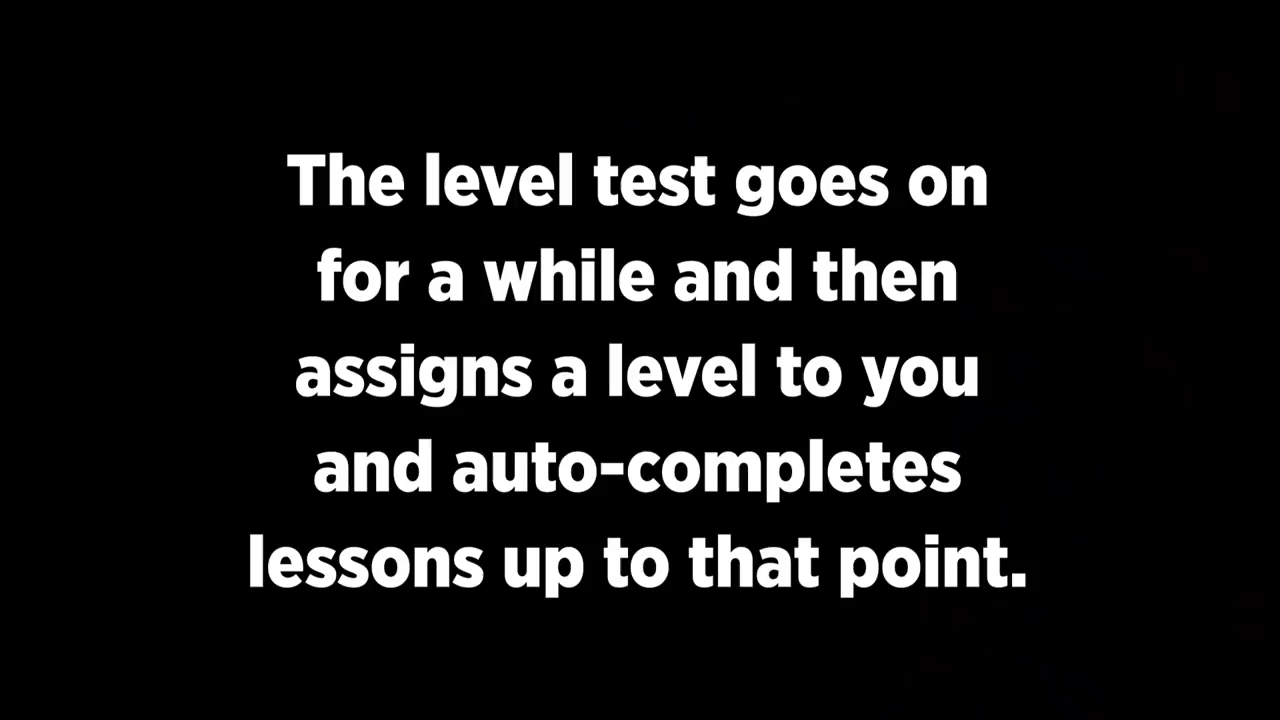 The level test goes on
for a while and then
assigns a level to you
and auto-completes
lessons up to that point.